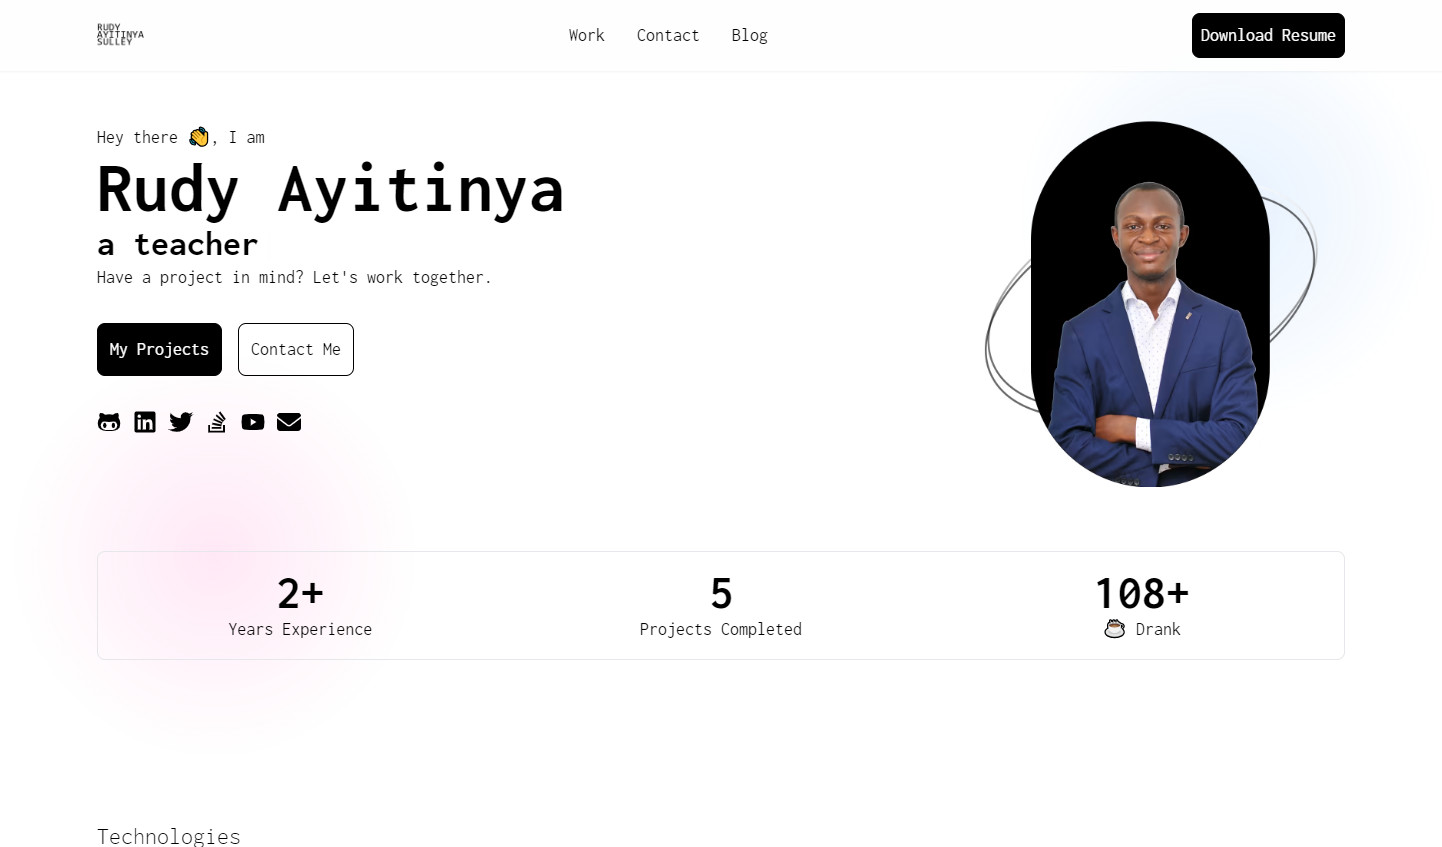 RUDY
AYITINYA
SULLEY
Work
Contact
Blog
Download Resume
Hey there 👋, I am
Rudy Ayitinya
a teacher
Have a project in mind? Let's work together.
My Projects
Contact Me
2+
Years Experience
5
Projects Completed
108+
☕ Drank
Technologies